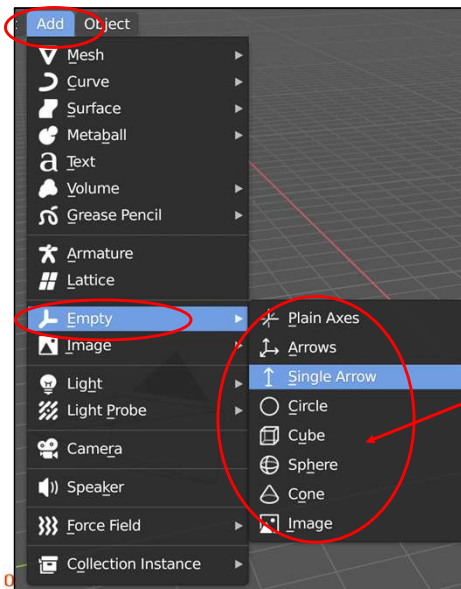 Add Object
Mesh
Curve
Surface
Metaball
Text
Volume
Grease Pencil
Armature
Lattice
Empty
Image
Light
Light Probe
Camera
Speaker
Force Field
Collection Instance
Plain Axes
Arrows
Single Arrow
Circle
Cube
Sphere
Cone
Image